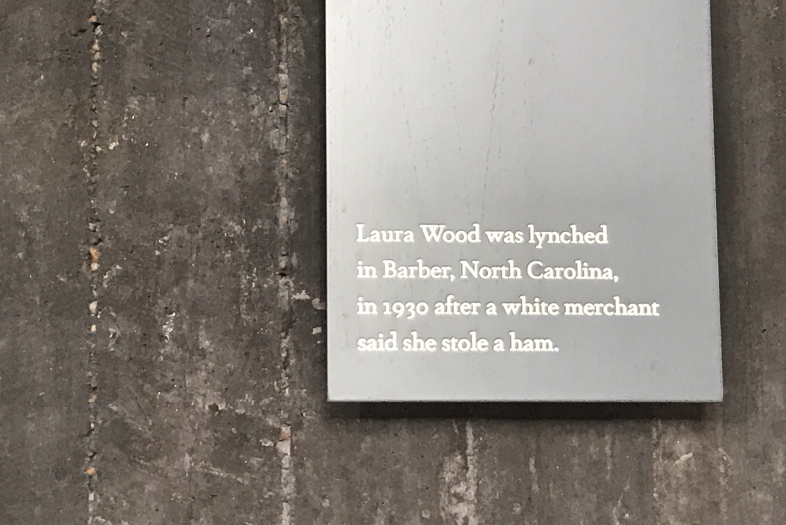 Laura Wood was lynched
in Barber, North Carolina,
in 1930 after a white merchant
said she stole a ham.